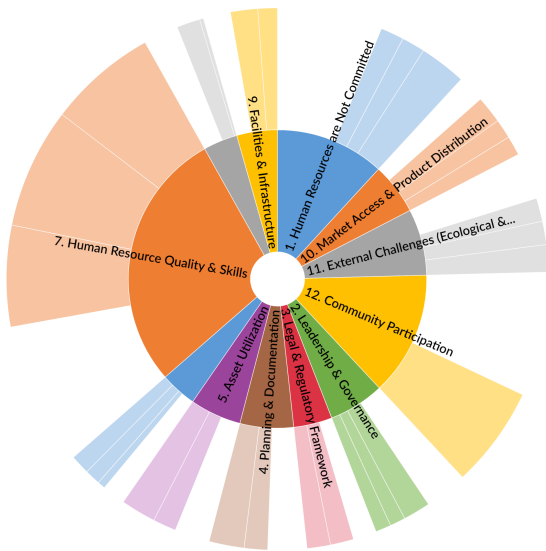 1. Human Resources are Not Committed
10. Market Access & Product Distribution
11. External Challenges (Ecological &...
12. Community Participation
2. Leadership & Governance
3. Legal & Regulatory Framework
4. Planning & Documentation
5. Asset Utilization
7. Human Resource Quality & Skills
9. Facilities & Infrastructure